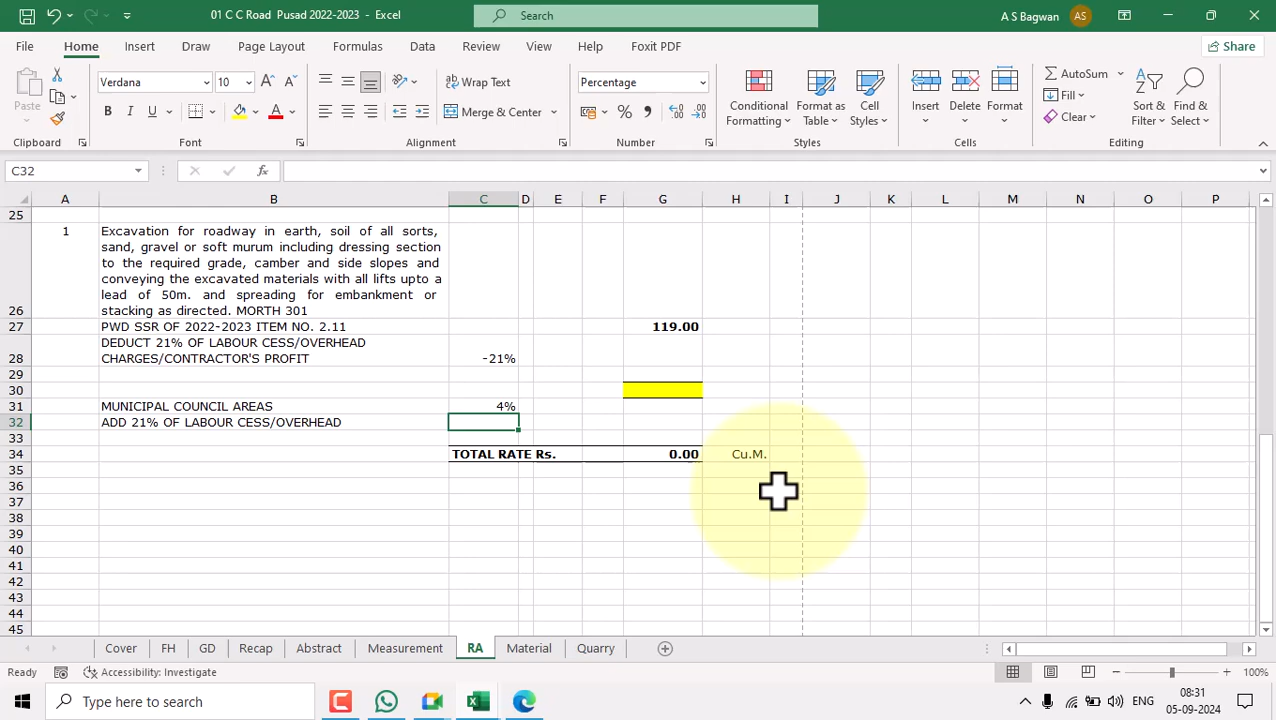 01 C C Road Pusad 2022-2023 - Excel
Search
A S Bagwan
AS
File
Home
Insert
Draw
Page Layout
Formulas
Data
Review
View
Help
Foxit PDF
Share
Paste
Clipboard
Verdana
10
B I U
Font
Wrap Text
Merge & Center
Alignment
Percentage
Number
Conditional Formatting
Format as Table
Cell Styles
Styles
Insert
Delete
Format
Cells
AutoSum
Fill
Clear
Sort & Filter
Find & Select
Editing
C32
fx
A B C D E F G H I J K L M N O P
25
1 Excavation for roadway in earth, soil of all sorts,
sand, gravel or soft murum including dressing section
to the required grade, camber and side slopes and
conveying the excavated materials with all lifts upto a
lead of 50m. and spreading for embankment or
26 stacking as directed. MORTH 301
27 PWD SSR OF 2022-2023 ITEM NO. 2.11 119.00
DEDUCT 21% OF LABOUR CESS/OVERHEAD
28 CHARGES/CONTRACTOR'S PROFIT -21%
29
30
31 MUNICIPAL COUNCIL AREAS 4%
32 ADD 21% OF LABOUR CESS/OVERHEAD
33
34 TOTAL RATE Rs. 0.00 Cu.M.
35
36
37
38
39
40
41
42
43
44
45
Cover
FH
GD
Recap
Abstract
Measurement
RA
Material
Quarry
Ready
Accessibility: Investigate
100%
Type here to search
ENG
08:31
05-09-2024